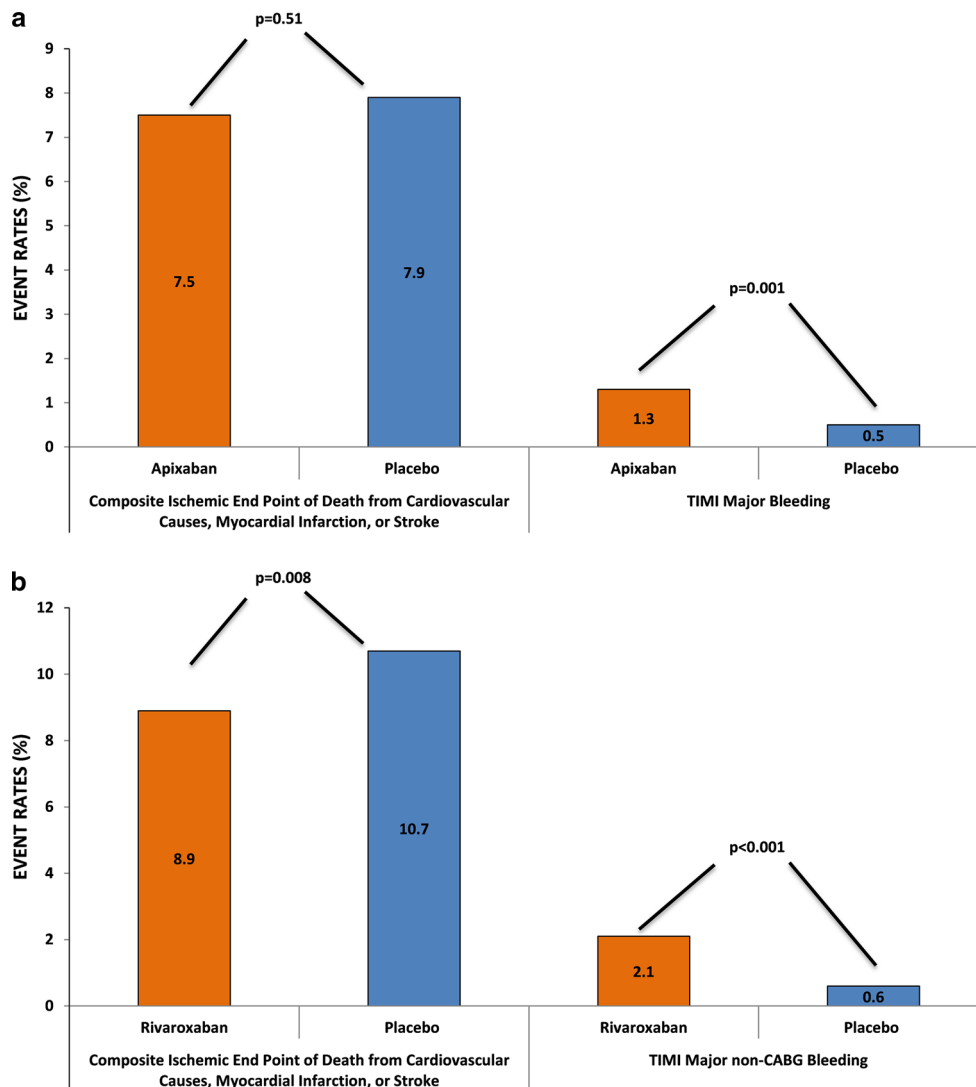 a
p=0.51
9
8
7
6
5
4
3
2
1
0
EVENT RATES (%)
7.5
7.9
p=0.001
1.3
0.5
Apixaban
Placebo
Apixaban
Placebo
Composite Ischemic End Point of Death from Cardiovascular
Causes, Myocardial Infarction, or Stroke
TIMI Major Bleeding
b
p=0.008
12
10
8
6
4
2
0
EVENT RATES (%)
8.9
10.7
p<0.001
2.1
0.6
Rivaroxaban
Placebo
Rivaroxaban
Placebo
Composite Ischemic End Point of Death from Cardiovascular
Causes, Myocardial Infarction, or Stroke
TIMI Major non-CABG Bleeding